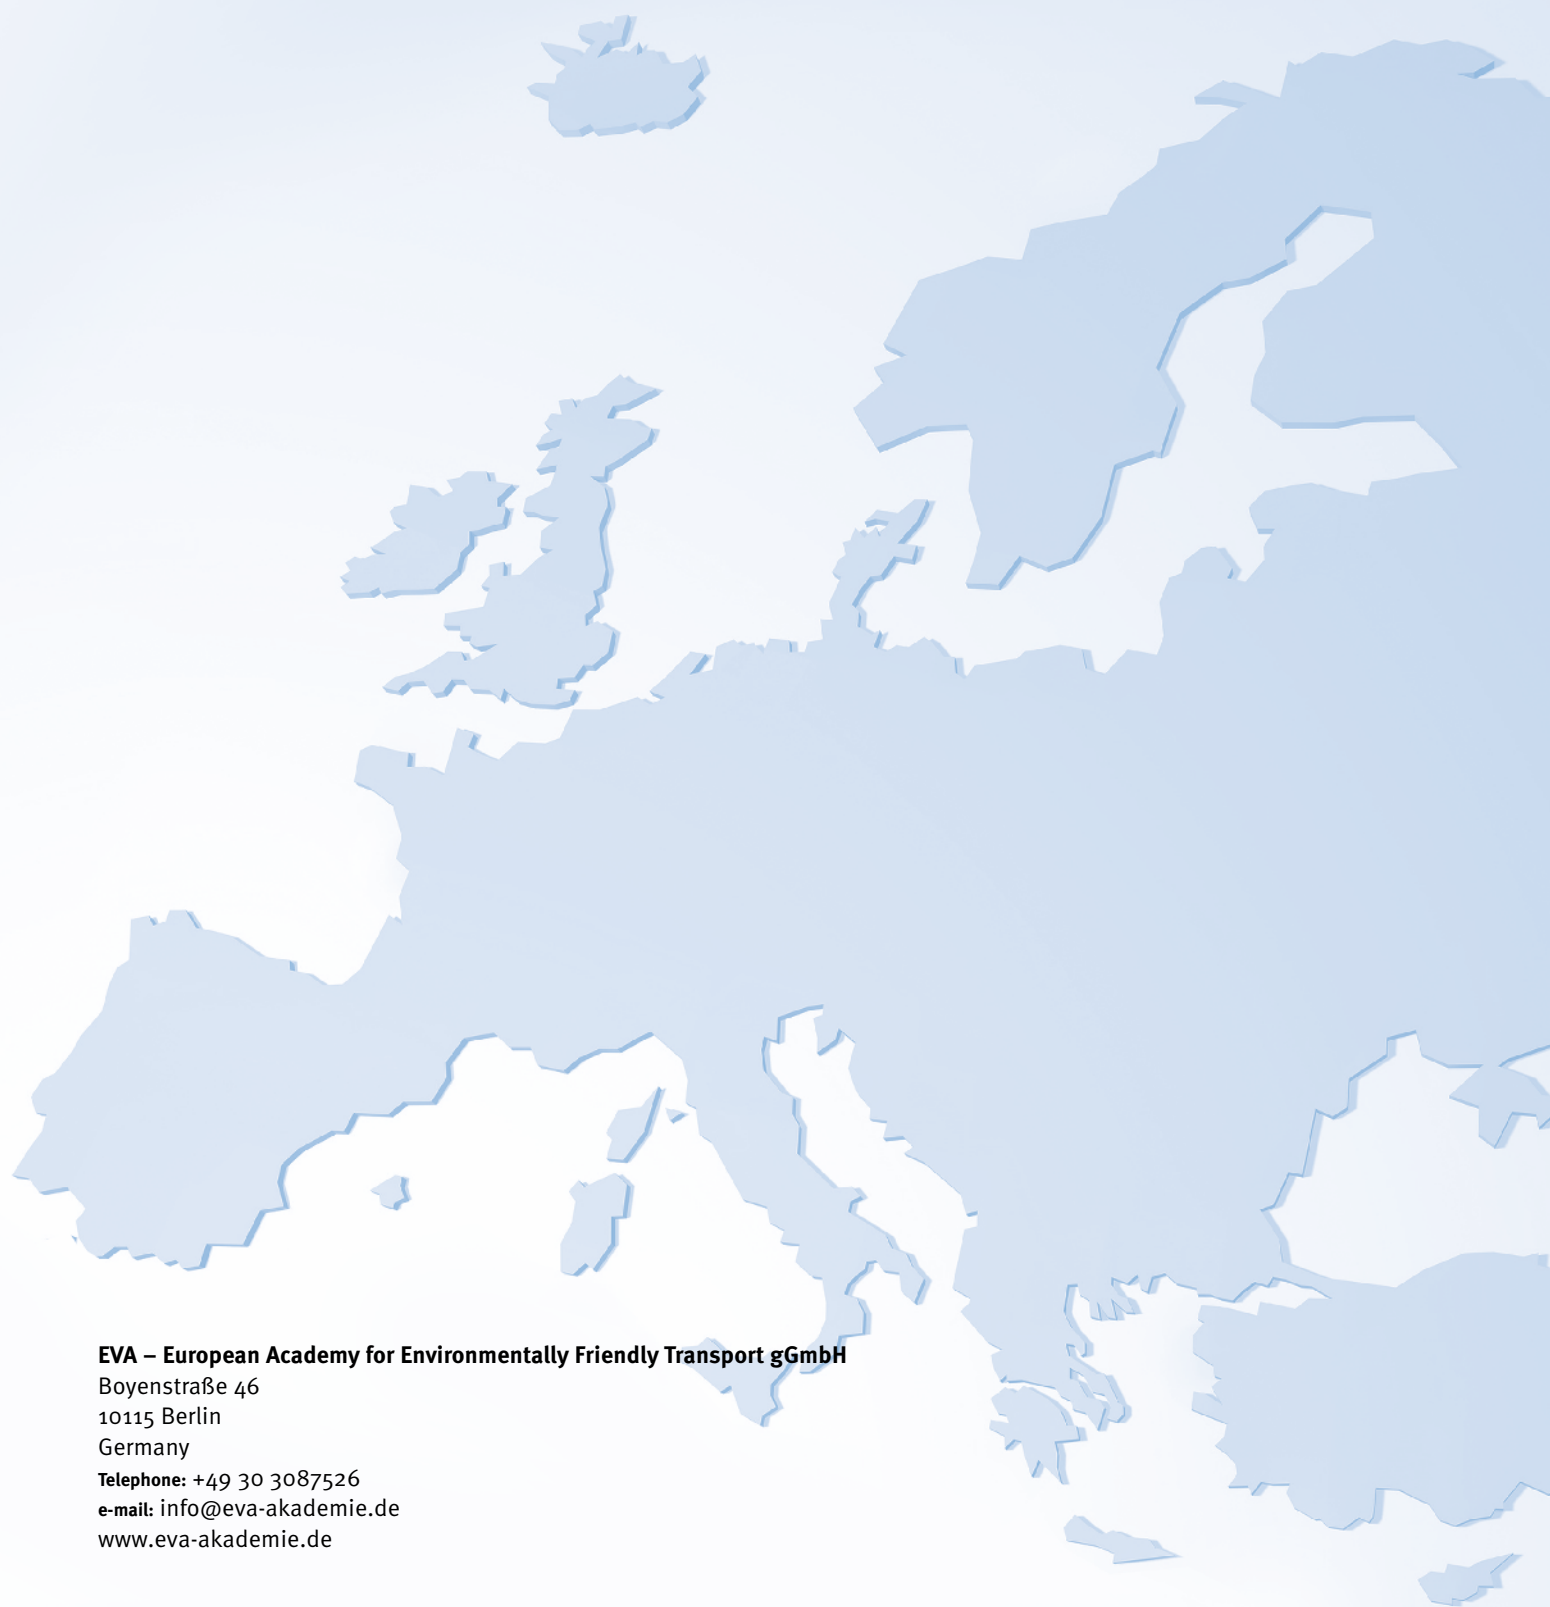 EVA – European Academy for Environmentally Friendly Transport gGmbH
Boyenstraße 46
10115 Berlin
Germany
Telephone: +49 30 3087526
e-mail: info@eva-akademie.de
www.eva-akademie.de